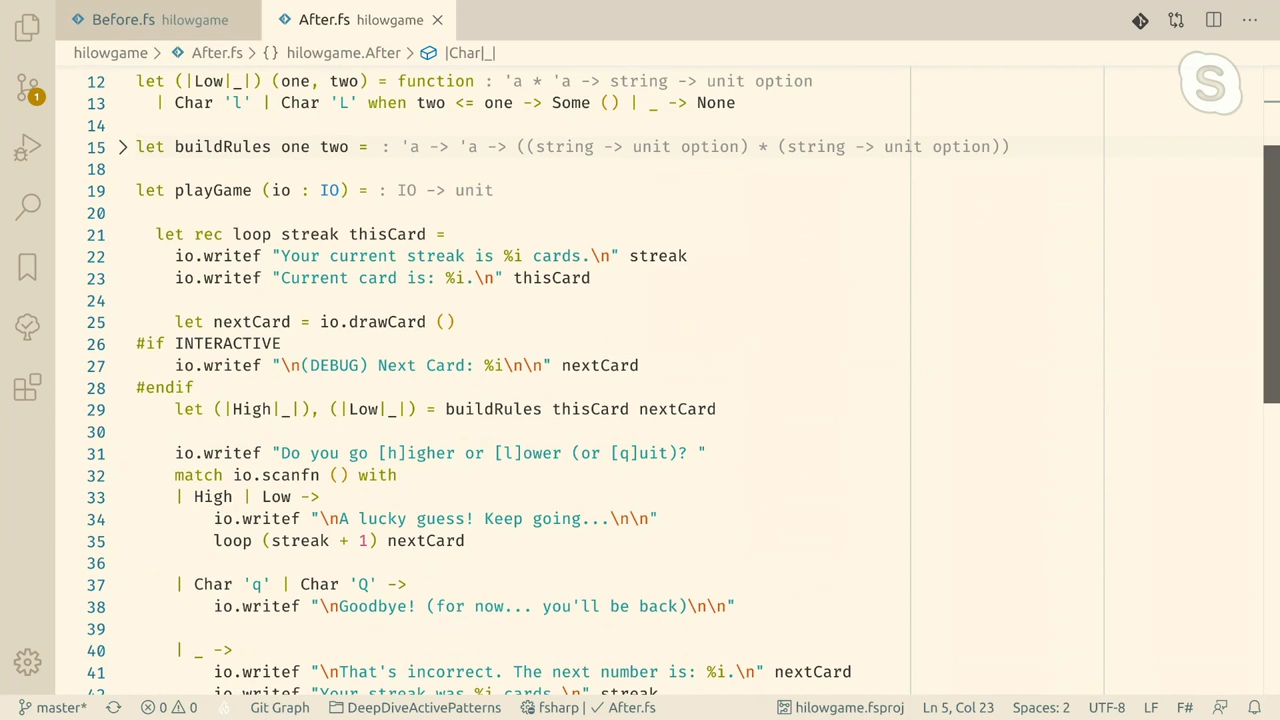 Before.fs hilowgame
After.fs hilowgame
hilowgame > After.fs > {} hilowgame.After > |Char|_|
12 let (|Low|_|) (one, two) = function : 'a * 'a -> string -> unit option
13 | Char 'l' | Char 'L' when two <= one -> Some () | _ -> None
14
15 let buildRules one two = : 'a -> 'a -> ((string -> unit option) * (string -> unit option))
18
19 let playGame (io : IO) = : IO -> unit
20
21 let rec loop streak thisCard =
22 io.writef "Your current streak is %i cards.\n" streak
23 io.writef "Current card is: %i.\n" thisCard
24
25 let nextCard = io.drawCard ()
26 #if INTERACTIVE
27 io.writef "\n(DEBUG) Next Card: %i\n\n" nextCard
28 #endif
29 let (|High|_|), (|Low|_|) = buildRules thisCard nextCard
30
31 io.writef "Do you go [h]igher or [l]ower (or [q]uit)? "
32 match io.scanfn () with
33 | High | Low ->
34 io.writef "\nA lucky guess! Keep going...\n\n"
35 loop (streak + 1) nextCard
36
37 | Char 'q' | Char 'Q' ->
38 io.writef "\nGoodbye! (for now... you'll be back)\n\n"
39
40 | _ ->
41 io.writef "\nThat's incorrect. The next number is: %i.\n" nextCard
42 io.writef "Your streak was %i cards.\n" streak
1
S
master* 0 0 Git Graph DeepDiveActivePatterns fsharp | ✓ After.fs hilowgame.fsproj Ln 5, Col 23 Spaces: 2 UTF-8 LF F#